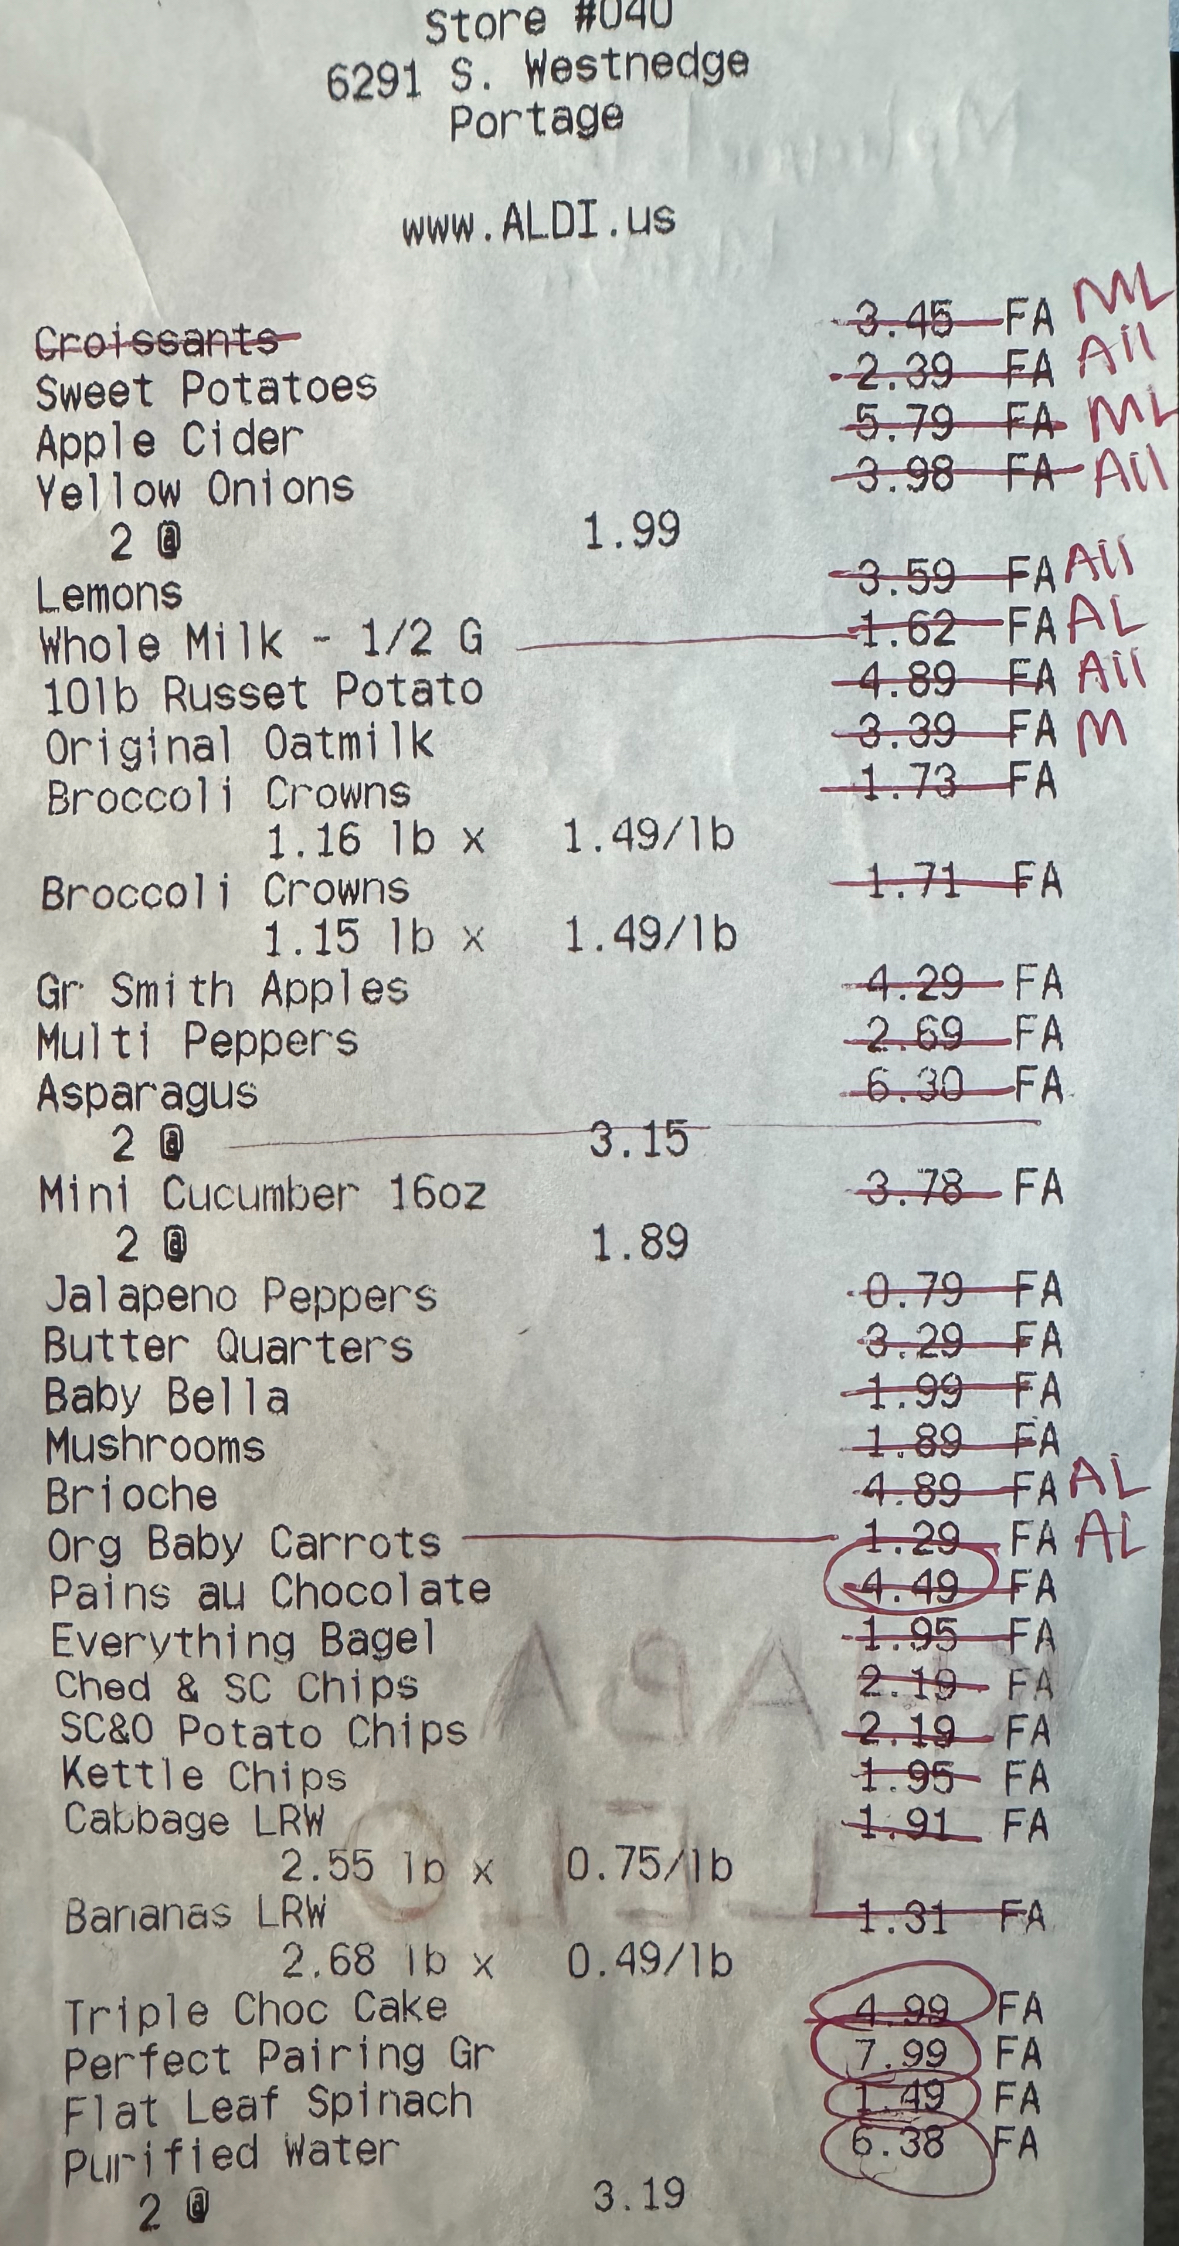 Store #040
6291 S. Westnedge
Portage
www.ALDI.us
Croissants 3.45 FA ML
Sweet Potatoes 2.39 FA All
Apple Cider 5.79 FA ML
Yellow Onions 3.98 FA All
2 @ 1.99
Lemons 3.59 FA All
Whole Milk - 1/2 G 1.62 FA AL
10lb Russet Potato 4.89 FA All
Original Oatmilk 3.39 FA M
Broccoli Crowns 1.73 FA
1.16 lb x 1.49/lb
Broccoli Crowns 1.71 FA
1.15 lb x 1.49/lb
Gr Smith Apples 4.29 FA
Multi Peppers 2.69 FA
Asparagus 6.30 FA
2 @ 3.15
Mini Cucumber 16oz 3.78 FA
2 @ 1.89
Jalapeno Peppers 0.79 FA
Butter Quarters 3.29 FA
Baby Bella 1.99 FA
Mushrooms 1.89 FA
Brioche 4.89 FA AL
Org Baby Carrots 1.29 FA AL
Pains au Chocolate 4.49 FA
Everything Bagel 1.95 FA
Ched & SC Chips 2.19 FA
SC&O Potato Chips 2.19 FA
Kettle Chips 1.95 FA
Cabbage LRW 1.91 FA
2.55 lb x 0.75/lb
Bananas LRW 1.31 FA
2.68 lb x 0.49/lb
Triple Choc Cake 4.99 FA
Perfect Pairing Gr 7.99 FA
Flat Leaf Spinach 1.49 FA
Purified Water 6.38 FA
2 @ 3.19